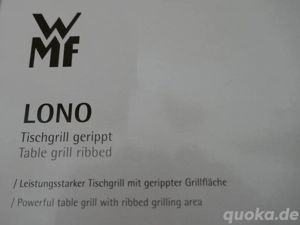 WMF
LONO
Tischgrill gerippt
Table grill ribbed
/ Leistungsstarker Tischgrill mit gerippter Grillfläche
/ Powerful table grill with ribbed grilling area
quoka.de